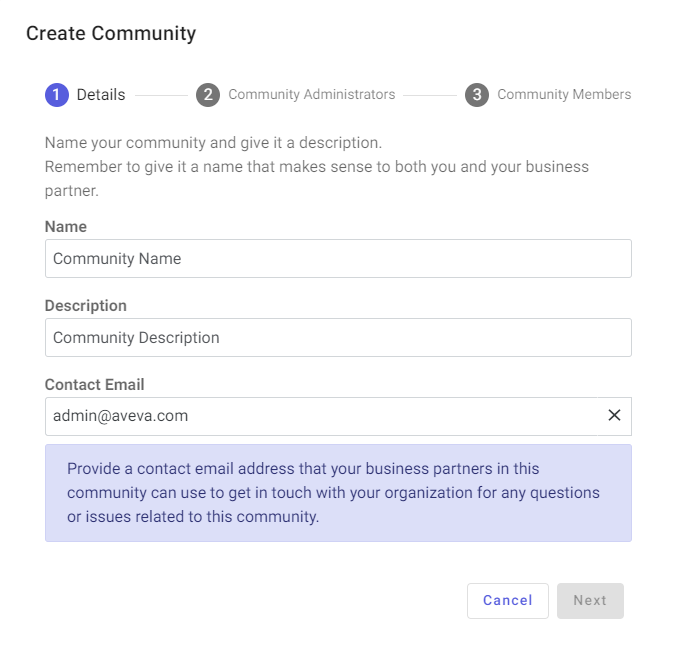 Create Community
1 Details 2 Community Administrators 3 Community Members
Name your community and give it a description.
Remember to give it a name that makes sense to both you and your business
partner.
Name
Community Name
Description
Community Description
Contact Email
admin@aveva.com
Provide a contact email address that your business partners in this
community can use to get in touch with your organization for any questions
or issues related to this community.
Cancel Next